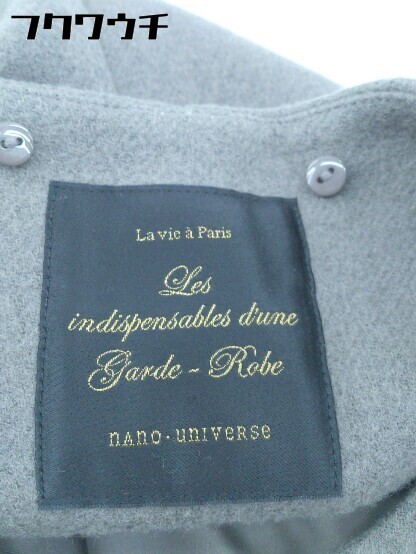 フクワウチ
La vie à Paris
Les
indispensables d'une
Garde - Robe
nano・universe